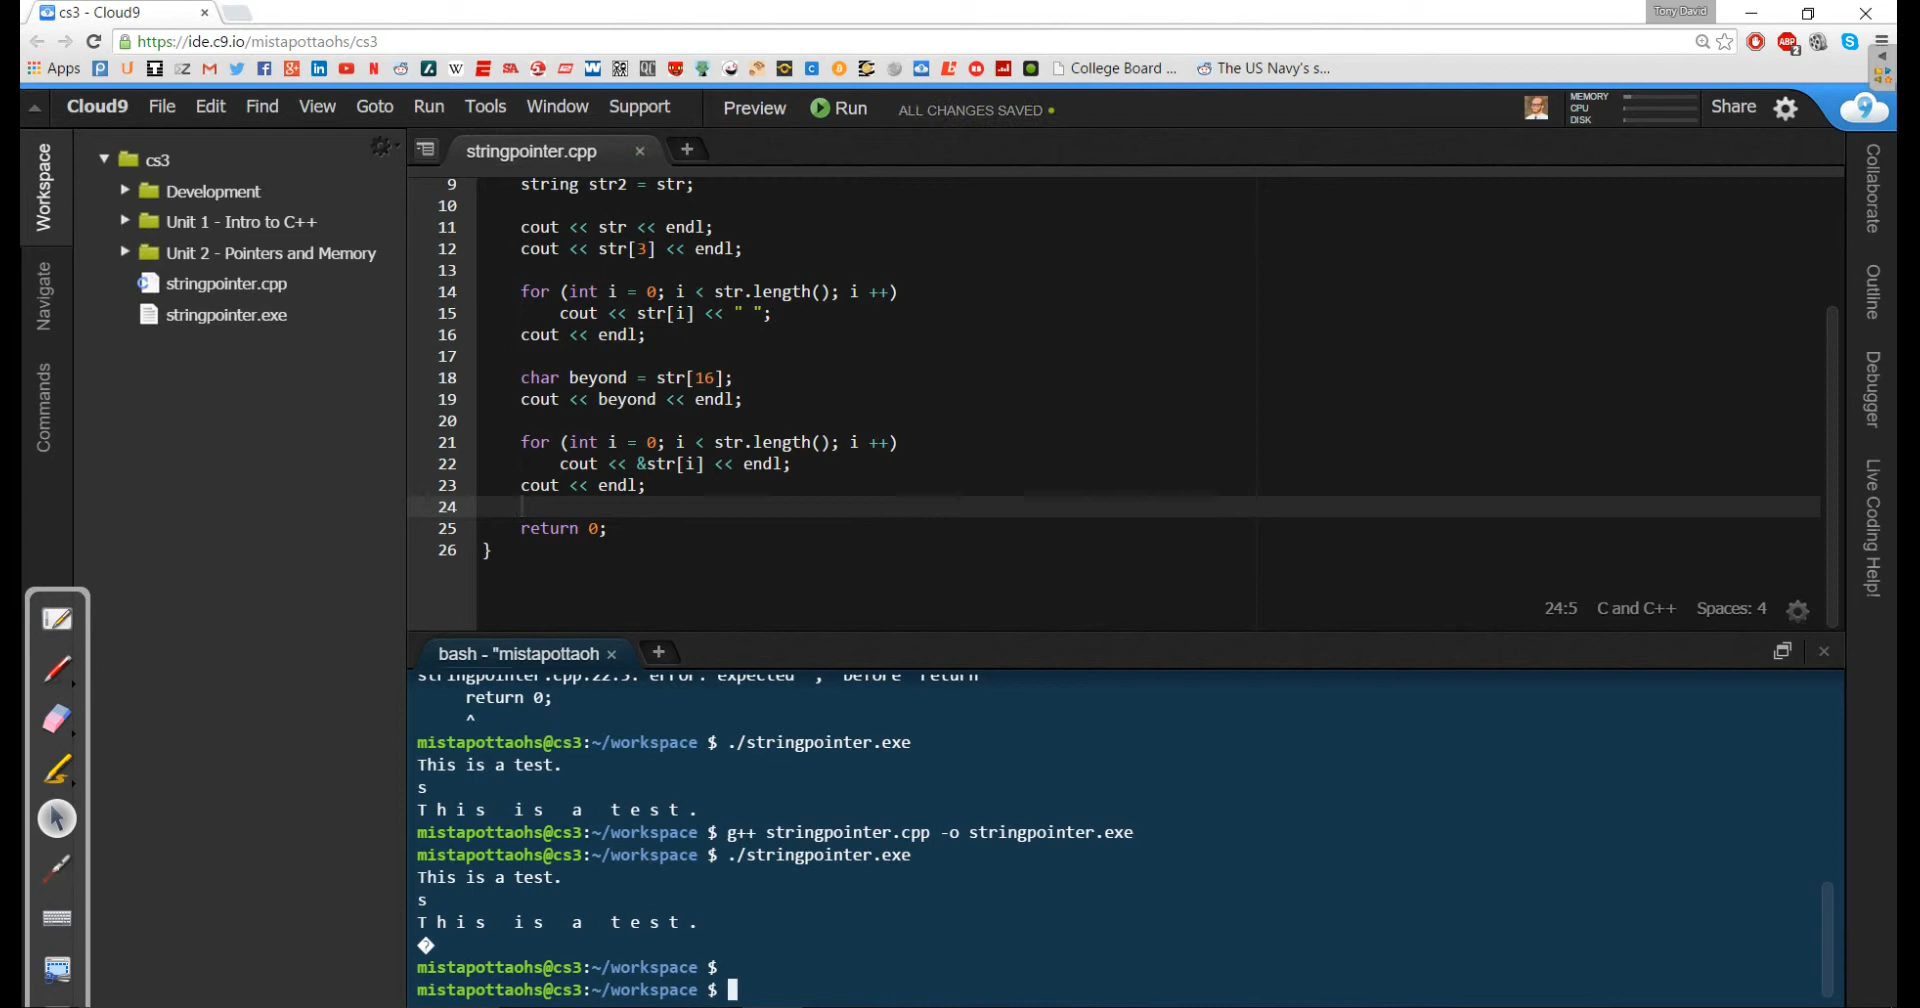 cs3 - Cloud9
Tony David
https://ide.c9.io/mistapottaohs/cs3
Apps
College Board ...
The US Navy's s...
Cloud9 File Edit Find View Goto Run Tools Window Support Preview Run ALL CHANGES SAVED
MEMORY
CPU
DISK
Share
Workspace
Navigate
Commands
cs3
Development
Unit 1 - Intro to C++
Unit 2 - Pointers and Memory
stringpointer.cpp
stringpointer.exe
stringpointer.cpp
9 string str2 = str;
10
11 cout << str << endl;
12 cout << str[3] << endl;
13
14 for (int i = 0; i < str.length(); i ++)
15 cout << str[i] << " ";
16 cout << endl;
17
18 char beyond = str[16];
19 cout << beyond << endl;
20
21 for (int i = 0; i < str.length(); i ++)
22 cout << &str[i] << endl;
23 cout << endl;
24
25 return 0;
26 }
24:5 C and C++ Spaces: 4
Collaborate
Outline
Debugger
Live Coding Help!
bash - "mistapottaoh
return 0;
^
mistapottaohs@cs3:~/workspace $ ./stringpointer.exe
This is a test.
s
T h i s   i s   a   t e s t .
mistapottaohs@cs3:~/workspace $ g++ stringpointer.cpp -o stringpointer.exe
mistapottaohs@cs3:~/workspace $ ./stringpointer.exe
This is a test.
s
T h i s   i s   a   t e s t .
�
mistapottaohs@cs3:~/workspace $
mistapottaohs@cs3:~/workspace $